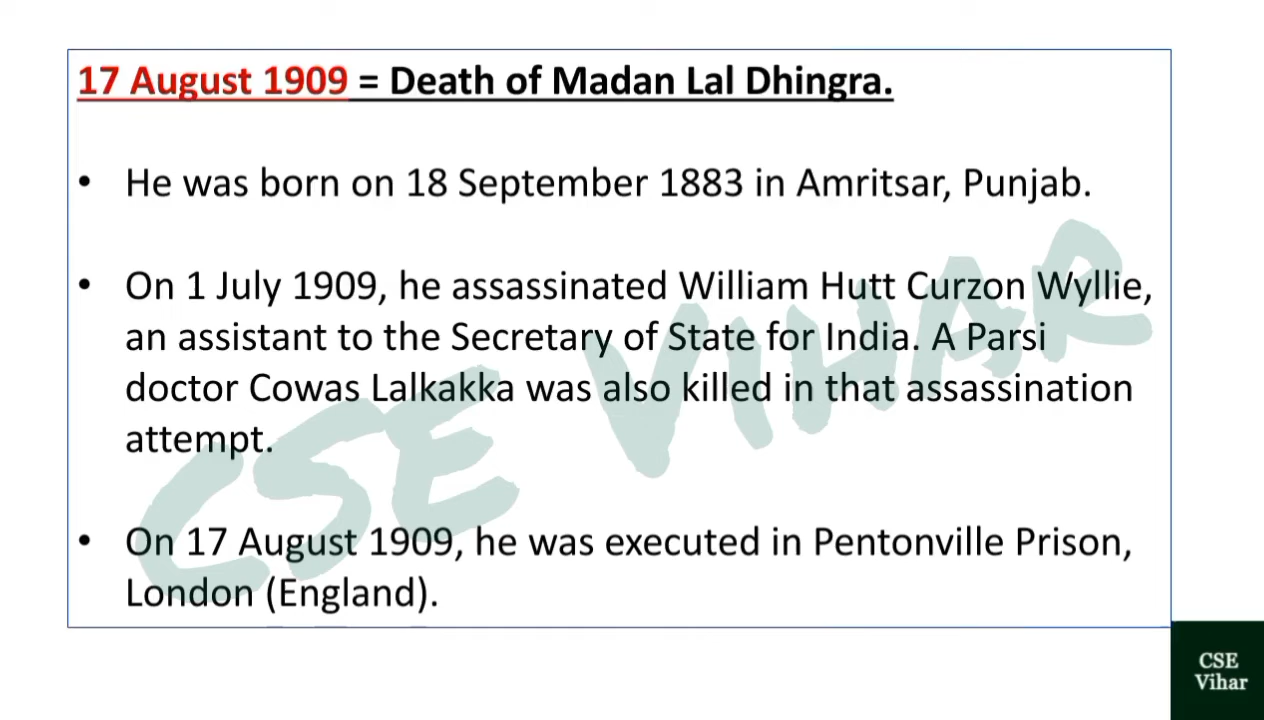 17 August 1909 = Death of Madan Lal Dhingra.
• He was born on 18 September 1883 in Amritsar, Punjab.
• On 1 July 1909, he assassinated William Hutt Curzon Wyllie,
an assistant to the Secretary of State for India. A Parsi
doctor Cowas Lalkakka was also killed in that assassination
attempt.
• On 17 August 1909, he was executed in Pentonville Prison,
London (England).
CSE VIHAR
CSE
Vihar